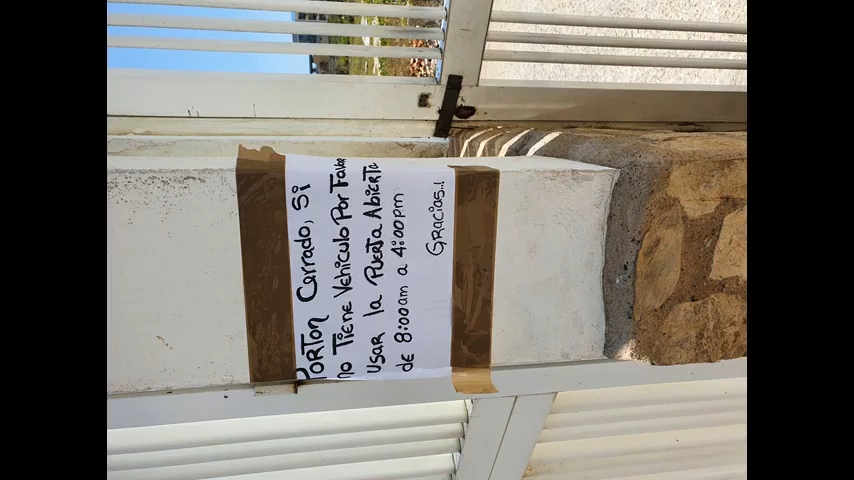 PORTON Cerrado, Si
no Tiene Vehiculo Por Favor
usar la Puerta Abierta
de 8:00am a 4:00pm
Gracias..!